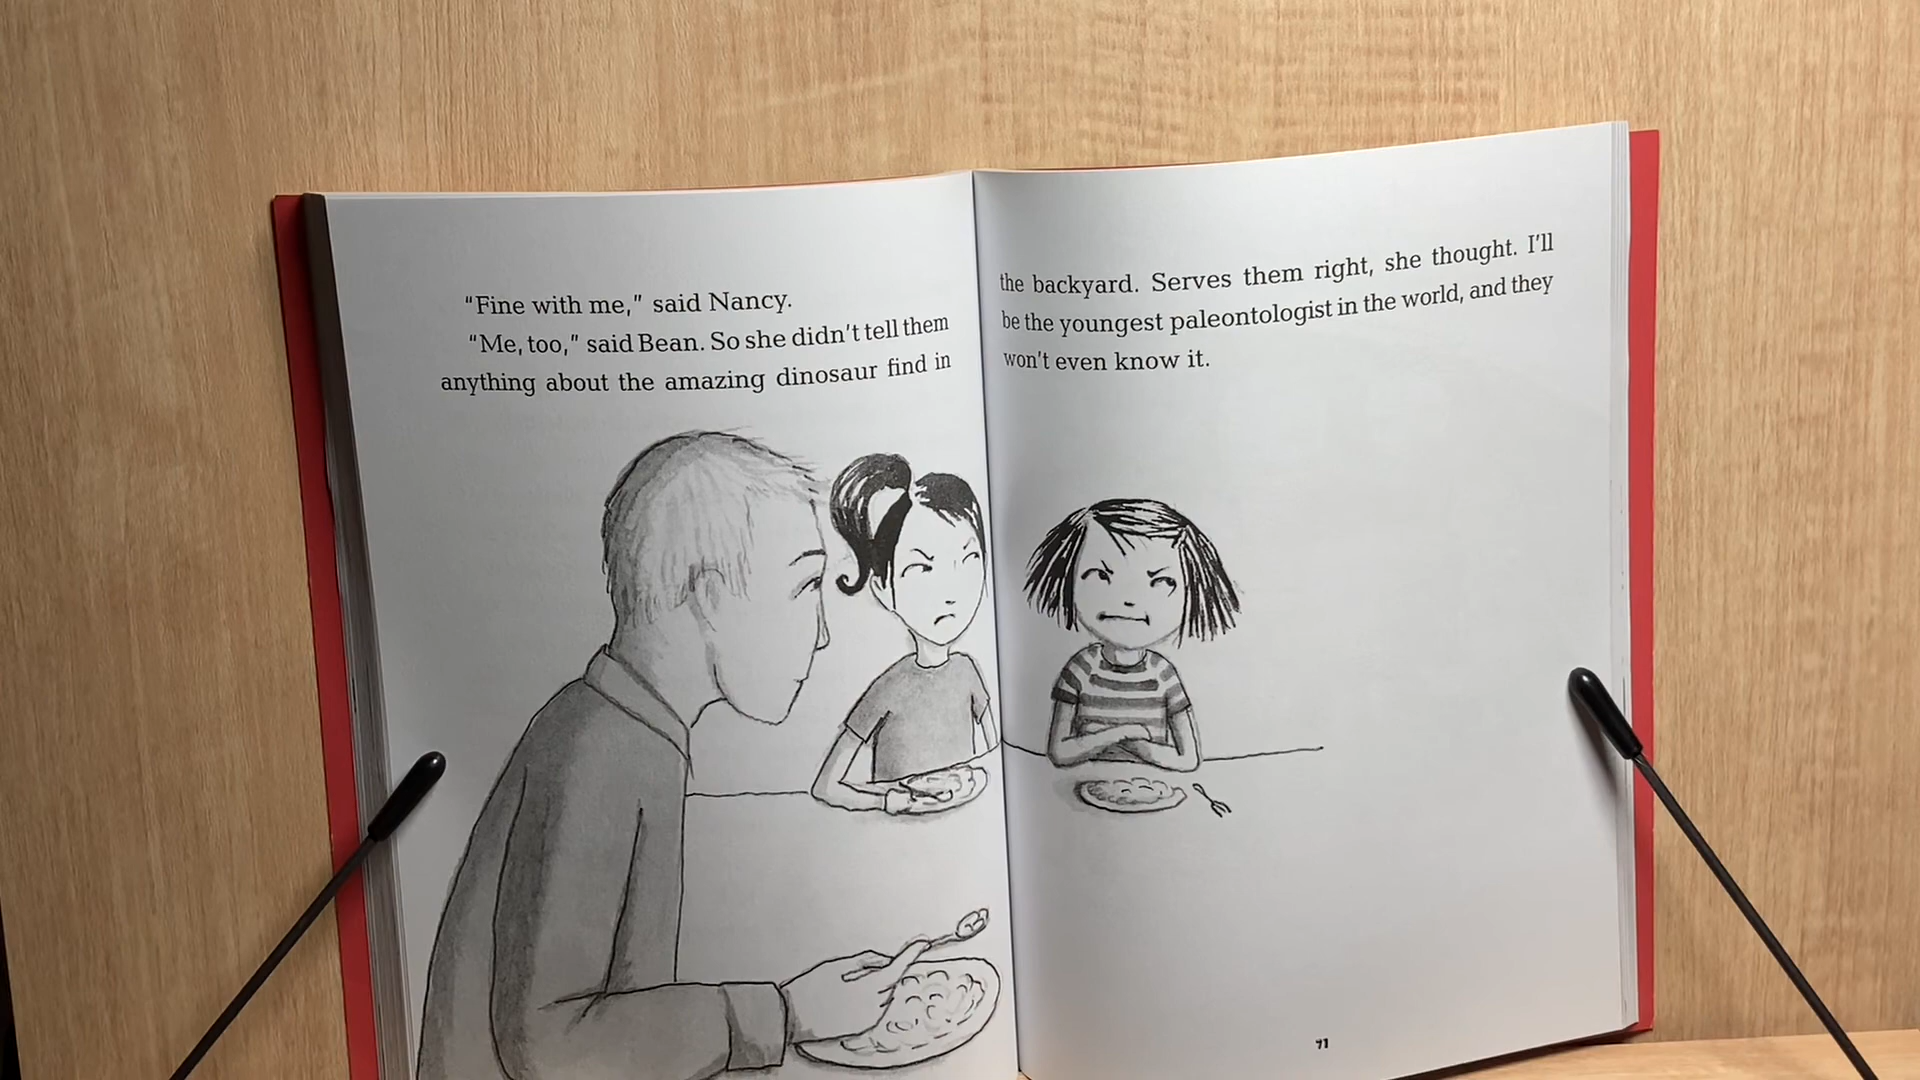 “Fine with me,” said Nancy.
“Me, too,” said Bean. So she didn’t tell them
anything about the amazing dinosaur find in
the backyard. Serves them right, she thought. I’ll
be the youngest paleontologist in the world, and they
won’t even know it.
71